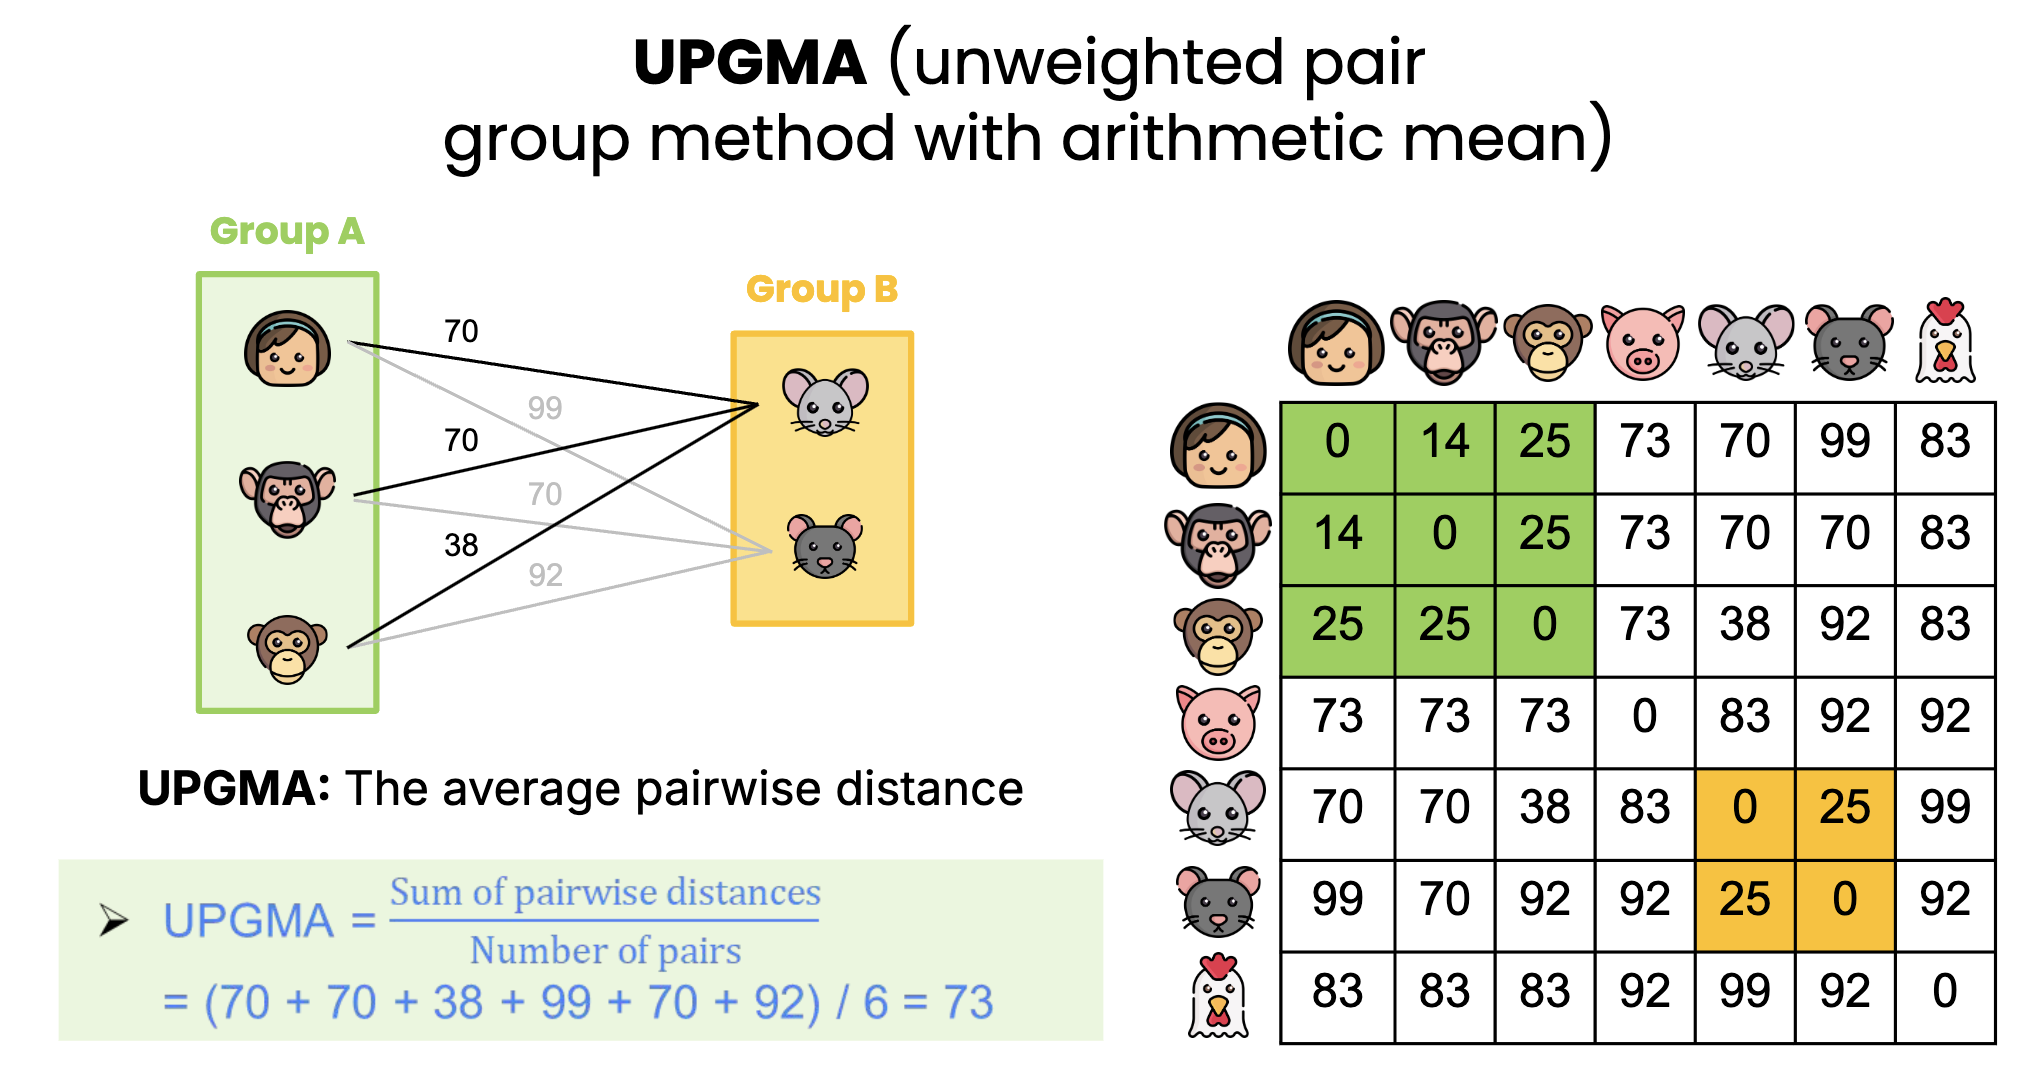 UPGMA (unweighted pair
group method with arithmetic mean)
Group A
Group B
70
99
70
70
38
92
UPGMA: The average pairwise distance
➢ UPGMA = Sum of pairwise distances
Number of pairs
= (70 + 70 + 38 + 99 + 70 + 92) / 6 = 73
0 14 25 73 70 99 83
14 0 25 73 70 70 83
25 25 0 73 38 92 83
73 73 73 0 83 92 92
70 70 38 83 0 25 99
99 70 92 92 25 0 92
83 83 83 92 99 92 0